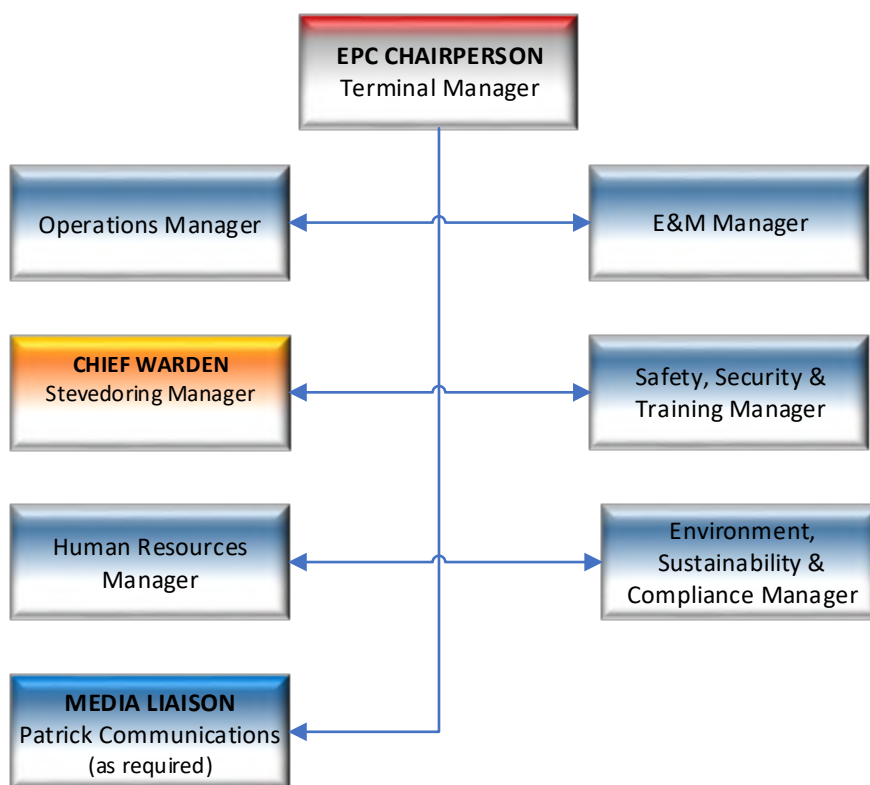 EPC CHAIRPERSON
Terminal Manager
Operations Manager
E&M Manager
CHIEF WARDEN
Stevedoring Manager
Safety, Security &
Training Manager
Human Resources
Manager
Environment,
Sustainability &
Compliance Manager
MEDIA LIAISON
Patrick Communications
(as required)